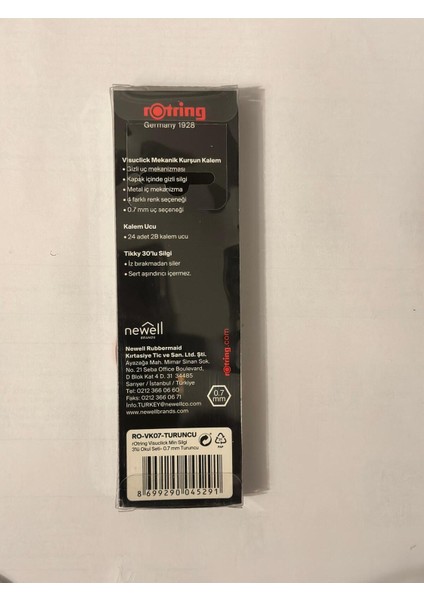 rotring
Germany 1928
Visuclick Mekanik Kurşun Kalem
• Gizli uç mekanizması
• Kapak içinde gizli silgi
• Metal iç mekanizma
• 4 farklı renk seçeneği
• 0.7 mm uç seçeneği
Kalem Ucu
• 24 adet 2B kalem ucu
Tikky 30'lu Silgi
• İz bırakmadan siler
• Sert aşındırıcı içermez.
newell
BRANDS
Newell Rubbermaid
Kırtasiye Tic ve San. Ltd. Şti.
Ayazağa Mah. Mimar Sinan Sok.
No. 21 Seba Office Boulevard,
D Blok Kat 4 D. 31 34485
Sarıyer / İstanbul / Türkiye
Tel: 0212 366 00 60
Faks: 0212 366 06 71
Info.TURKEY@newellco.com
www.newellbrands.com
rotring.com
0.7
mm
RO-VK07-TURUNCU
rOtring Visuclick Min Silgi
3'lü Okul Seti- 0.7 mm Turuncu
8 699290 045291